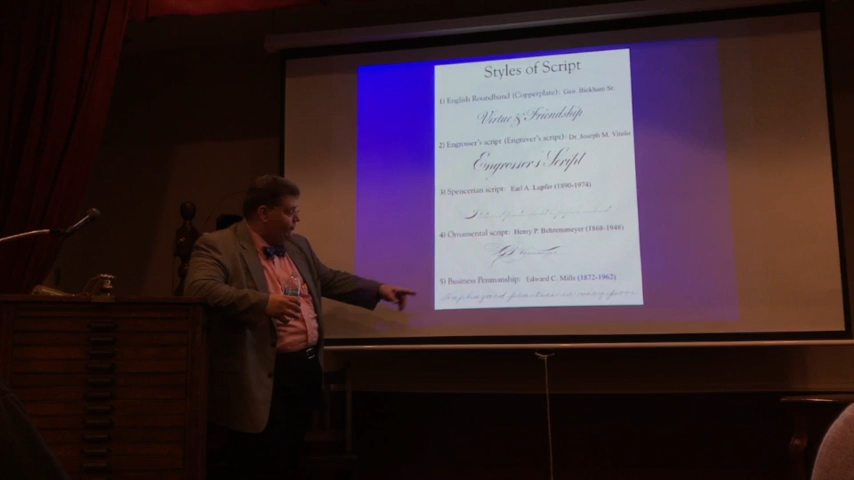 Styles of Script
1) English Roundhand (Copperplate): Geo. Bickham Sr.
Virtue & Friendship
2) Engrosser's script (Engraver's script): Dr. Joseph M. Vitolo
Engrosser's Script
3) Spencerian script: Earl A. Lupfer (1890-1974)
4) Ornamental script: Henry P. Behrensmeyer (1868-1948)
5) Business Penmanship: Edward C. Mills (1872-1962)